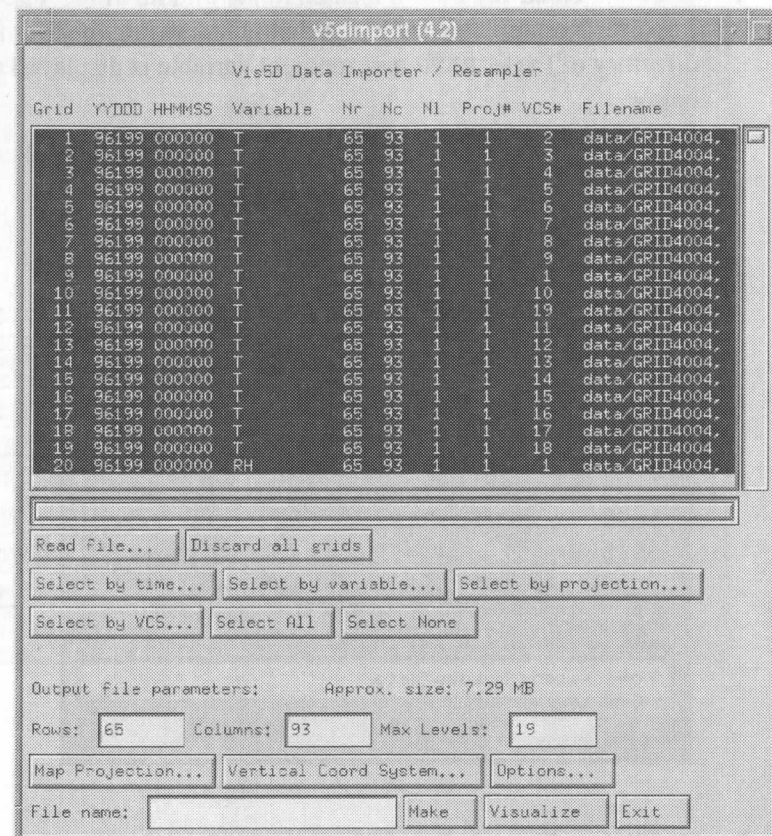 v5dimport (4.2)
Vis5D Data Importer / Resampler
Grid YYDDD HHMMSS Variable Nr Nc Nl Proj# VCS# Filename
1 96199 000000 T 65 93 1 1 2 data/GRID4004.
2 96199 000000 T 65 93 1 1 3 data/GRID4004.
3 96199 000000 T 65 93 1 1 4 data/GRID4004.
4 96199 000000 T 65 93 1 1 5 data/GRID4004.
5 96199 000000 T 65 93 1 1 6 data/GRID4004.
6 96199 000000 T 65 93 1 1 7 data/GRID4004.
7 96199 000000 T 65 93 1 1 8 data/GRID4004.
8 96199 000000 T 65 93 1 1 9 data/GRID4004.
9 96199 000000 T 65 93 1 1 1 data/GRID4004.
10 96199 000000 T 65 93 1 1 10 data/GRID4004.
11 96199 000000 T 65 93 1 1 19 data/GRID4004.
12 96199 000000 T 65 93 1 1 11 data/GRID4004.
13 96199 000000 T 65 93 1 1 12 data/GRID4004.
14 96199 000000 T 65 93 1 1 13 data/GRID4004.
15 96199 000000 T 65 93 1 1 14 data/GRID4004.
16 96199 000000 T 65 93 1 1 15 data/GRID4004.
17 96199 000000 T 65 93 1 1 16 data/GRID4004.
18 96199 000000 T 65 93 1 1 17 data/GRID4004.
19 96199 000000 T 65 93 1 1 18 data/GRID4004
20 96199 000000 RH 65 93 1 1 1 data/GRID4004.
Read file... Discard all grids
Select by time... Select by variable... Select by projection...
Select by VCS... Select All Select None
Output file parameters: Approx. size: 7.29 MB
Rows: 65 Columns: 93 Max Levels: 19
Map Projection... Vertical Coord System... Options...
File name: Make Visualize Exit